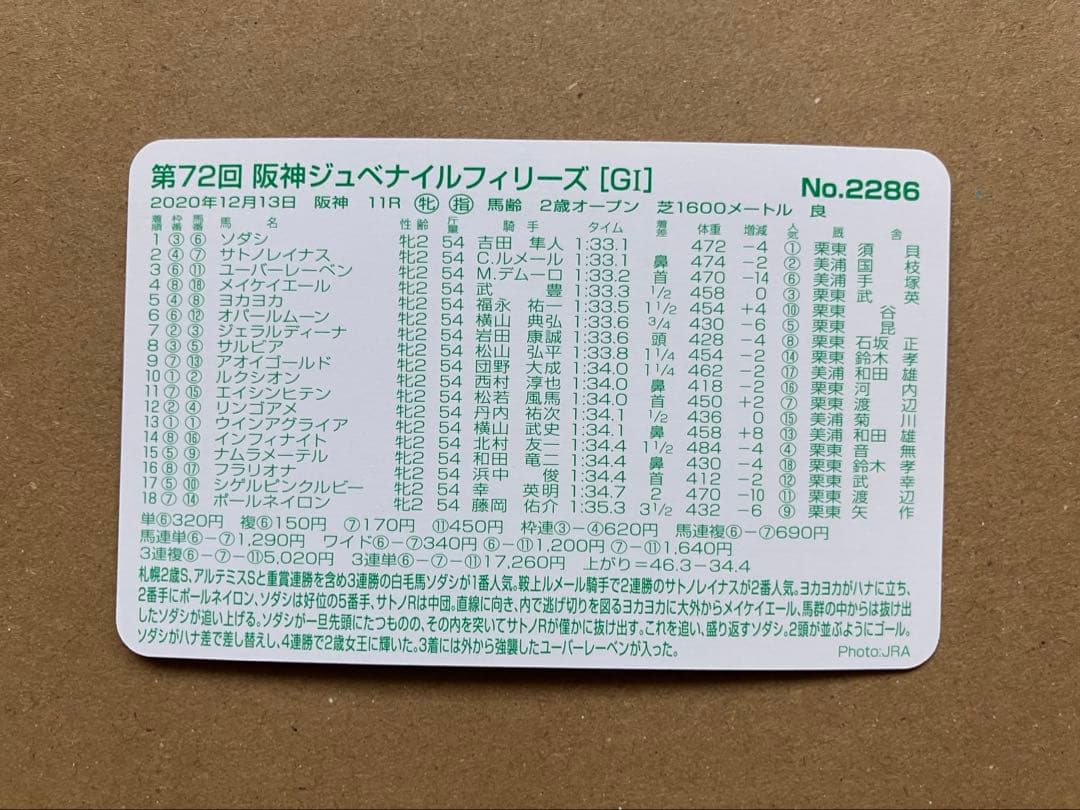 第72回 阪神ジュベナイルフィリーズ [GI] No.2286
2020年12月13日 阪神 11R ㊛ ㊟ 馬齢 2歳オープン 芝1600メートル 良
着順 枠番 馬番 馬名 性齢 斤量 騎手 タイム 着差 体重 増減 人気 厩舎
1 ③ ⑥ ソダシ 牝2 54 吉田 隼人 1:33.1 472 −4 ① 栗東 須貝
2 ④ ⑦ サトノレイナス 牝2 54 C.ルメール 1:33.1 鼻 474 −2 ② 美浦 国枝
3 ⑥ ⑪ ユーバーレーベン 牝2 54 M.デムーロ 1:33.2 首 470 −14 ⑥ 美浦 手塚
4 ⑧ ⑱ メイケイエール 牝2 54 武豊 1:33.3 1/2 458 0 ③ 栗東 武英
5 ④ ⑧ ヨカヨカ 牝2 54 福永 祐一 1:33.5 1 1/2 454 +4 ⑩ 栗東 谷
6 ⑥ ⑫ オパールムーン 牝2 54 横山 典弘 1:33.6 3/4 430 −6 ⑤ 栗東 昆
7 ② ③ ジェラルディーナ 牝2 54 岩田 康誠 1:33.6 頭 428 −4 ⑧ 栗東 石坂 正
8 ③ ⑤ サルビア 牝2 54 松山 弘平 1:33.8 1 1/4 454 −2 ⑭ 栗東 鈴木 孝
9 ⑦ ⑬ アオイゴールド 牝2 54 団野 大成 1:34.0 1 1/4 462 −2 ⑰ 美浦 和田 雄
10 ① ② ルクシオン 牝2 54 西村 淳也 1:34.0 鼻 418 −2 ⑯ 栗東 河内
11 ⑦ ⑮ エイシンヒテン 牝2 54 松若 風馬 1:34.0 首 450 +2 ⑦ 栗東 渡辺
12 ② ④ リンゴアメ 牝2 54 丹内 祐次 1:34.1 1/2 436 0 ⑮ 美浦 菊川
13 ① ① ウインアグライア 牝2 54 横山 武史 1:34.1 鼻 458 +8 ⑬ 美浦 和田 雄
14 ⑧ ⑯ インフィナイト 牝2 54 北村 友一 1:34.4 1 1/2 484 −4 ④ 栗東 音無
15 ⑤ ⑨ ナムラメーテル 牝2 54 和田 竜二 1:34.4 鼻 430 −4 ⑱ 栗東 鈴木 孝
16 ⑧ ⑰ フラリオナ 牝2 54 浜中 俊 1:34.4 首 412 −2 ⑫ 栗東 武幸
17 ⑤ ⑩ シゲルピンクルビー 牝2 54 幸 英明 1:34.7 2 470 −10 ⑪ 栗東 渡辺
18 ⑦ ⑭ ポールネイロン 牝2 54 藤岡 佑介 1:35.3 3 1/2 432 −6 ⑨ 栗東 矢作
単⑥320円 複⑥150円 ⑦170円 ⑪450円 枠連③−④620円 馬連⑥−⑦690円
馬連単⑥−⑦1,290円 ワイド⑥−⑦340円 ⑥−⑪1,200円 ⑦−⑪1,640円
3連複⑥−⑦−⑪5,020円 3連単⑥−⑦−⑪17,260円 上がり=46.3−34.4
札幌2歳S、アルテミスSと重賞連勝を含め3連勝の白毛馬ソダシが1番人気。鞍上ルメール騎手で2連勝のサトノレイナスが2番人気。ヨカヨカがハナに立ち、
2番手にポールネイロン、ソダシは好位の5番手、サトノRは中団。直線に向き、内で逃げ切りを図るヨカヨカに大外からメイケイエール、馬群の中からは抜け出
したソダシが追い上げる。ソダシが一旦先頭にたつものの、その内を突いてサトノRが僅かに抜け出す。これを追い、盛り返すソダシ。2頭が並ぶようにゴール。
ソダシがハナ差で差し替えし、4連勝で2歳女王に輝いた。3着には外から強襲したユーバーレーベンが入った。
Photo:JRA